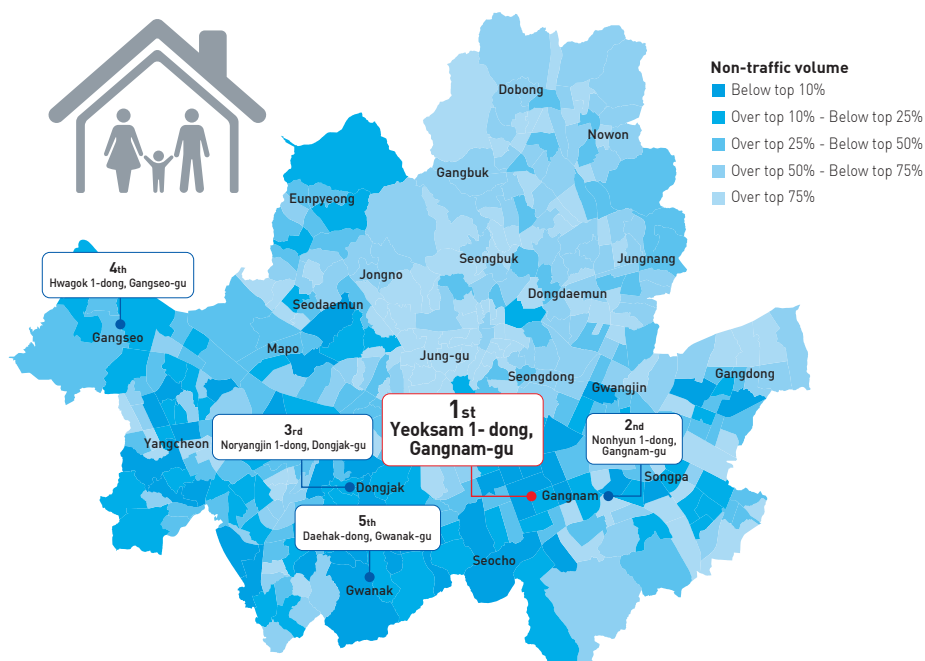 Non-traffic volume
Below top 10%
Over top 10% - Below top 25%
Over top 25% - Below top 50%
Over top 50% - Below top 75%
Over top 75%
Dobong
Nowon
Gangbuk
Eunpyeong
Seongbuk
Jungnang
Jongno
4th
Hwagok 1-dong, Gangseo-gu
Dongdaemun
Seodaemun
Gangseo
Mapo
Jung-gu
Seongdong
Gangdong
Gwangjin
1st
Yeoksam 1- dong,
Gangnam-gu
2nd
Nonhyun 1-dong,
Gangnam-gu
3rd
Noryangjin 1-dong, Dongjak-gu
Yangcheon
Songpa
Dongjak
Gangnam
5th
Daehak-dong, Gwanak-gu
Seocho
Gwanak